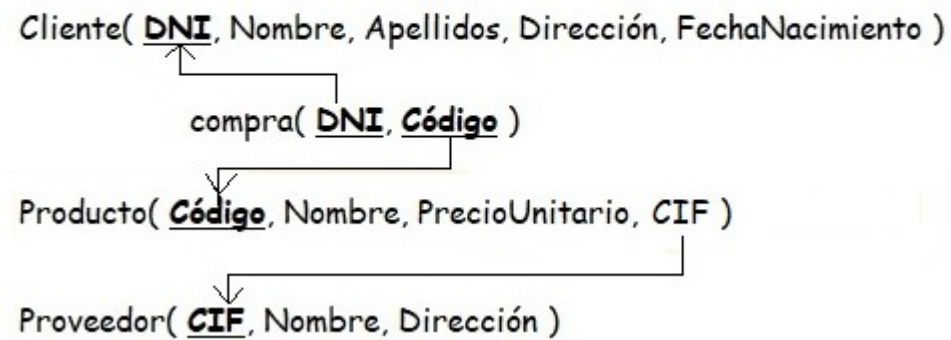 Cliente( DNI, Nombre, Apellidos, Dirección, FechaNacimiento )
compra( DNI, Código )
Producto( Código, Nombre, PrecioUnitario, CIF )
Proveedor( CIF, Nombre, Dirección )